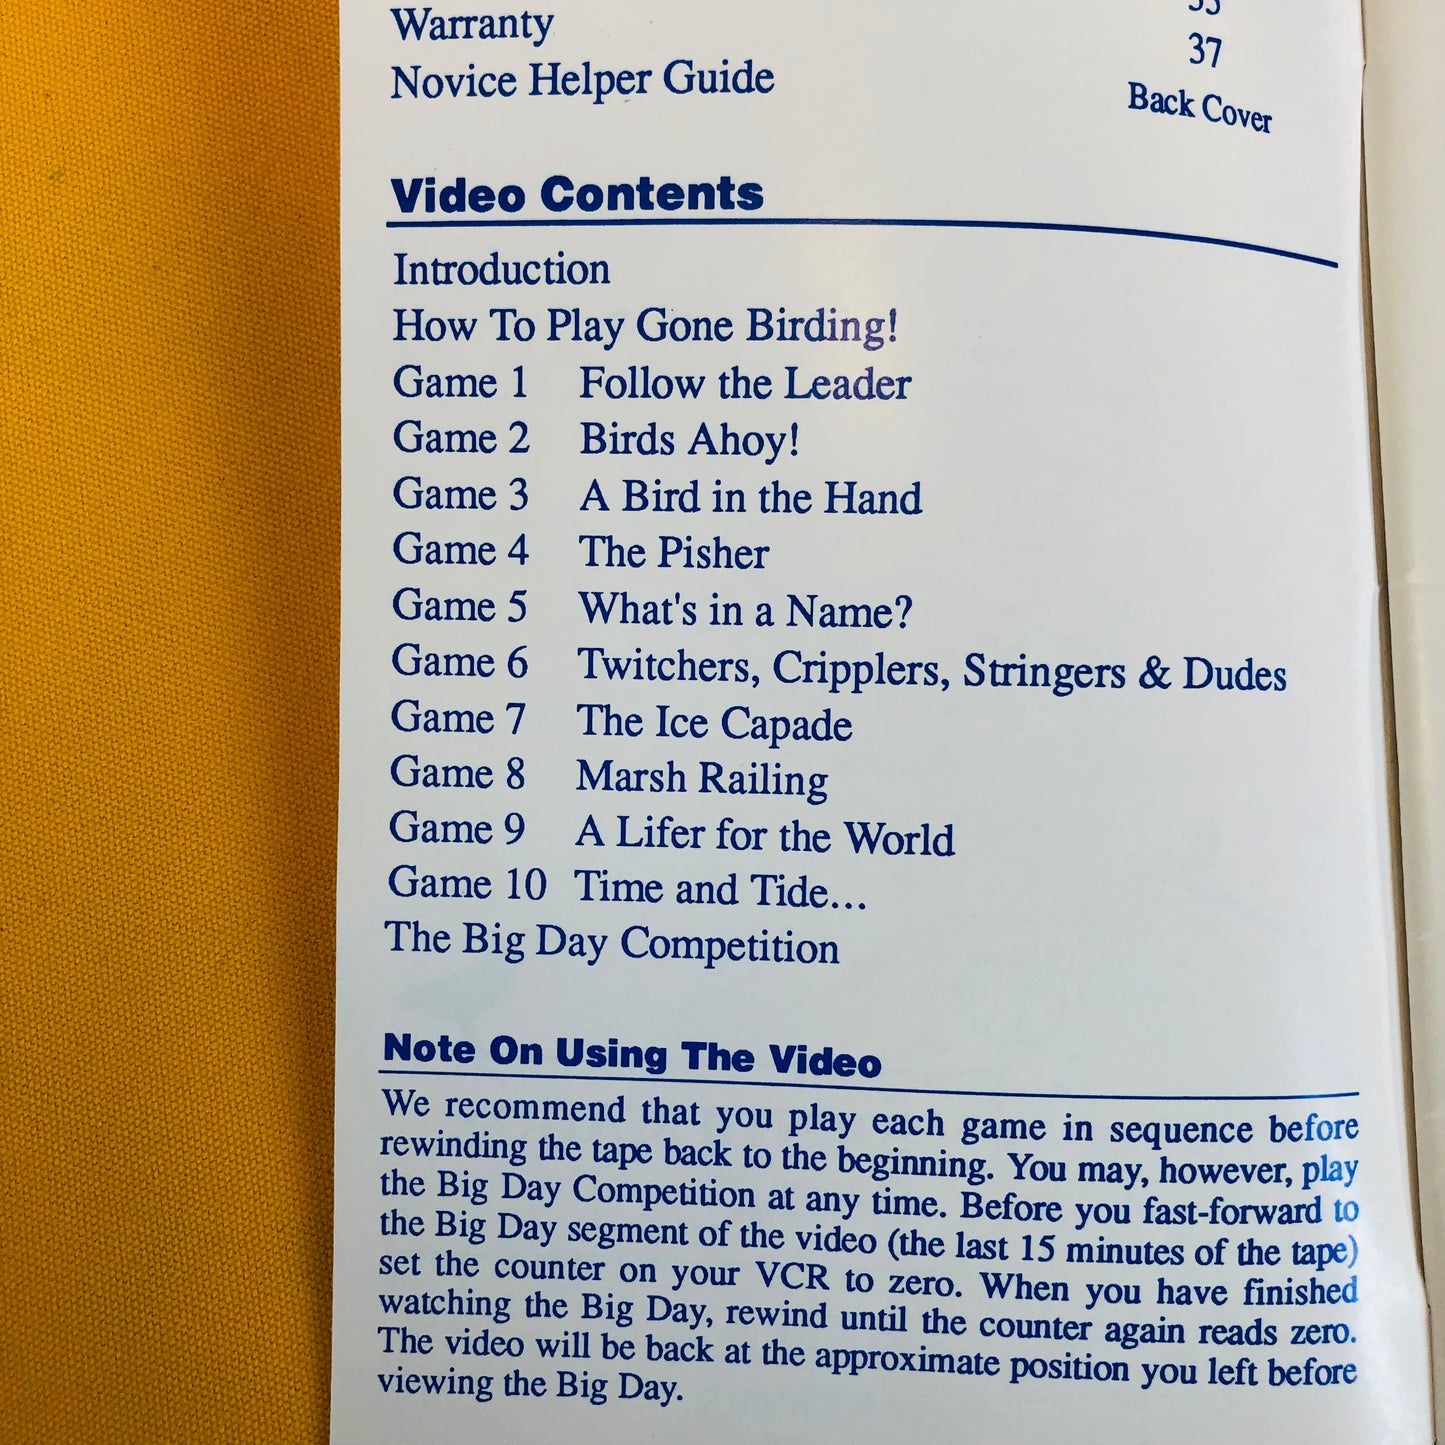 Warranty
37
Novice Helper Guide
Back Cover
Video Contents
Introduction
How To Play Gone Birding!
Game 1 Follow the Leader
Game 2 Birds Ahoy!
Game 3 A Bird in the Hand
Game 4 The Pisher
Game 5 What's in a Name?
Game 6 Twitchers, Cripplers, Stringers & Dudes
Game 7 The Ice Capade
Game 8 Marsh Railing
Game 9 A Lifer for the World
Game 10 Time and Tide...
The Big Day Competition
Note On Using The Video
We recommend that you play each game in sequence before
rewinding the tape back to the beginning. You may, however, play
the Big Day Competition at any time. Before you fast-forward to
the Big Day segment of the video (the last 15 minutes of the tape)
set the counter on your VCR to zero. When you have finished
watching the Big Day, rewind until the counter again reads zero.
The video will be back at the approximate position you left before
viewing the Big Day.